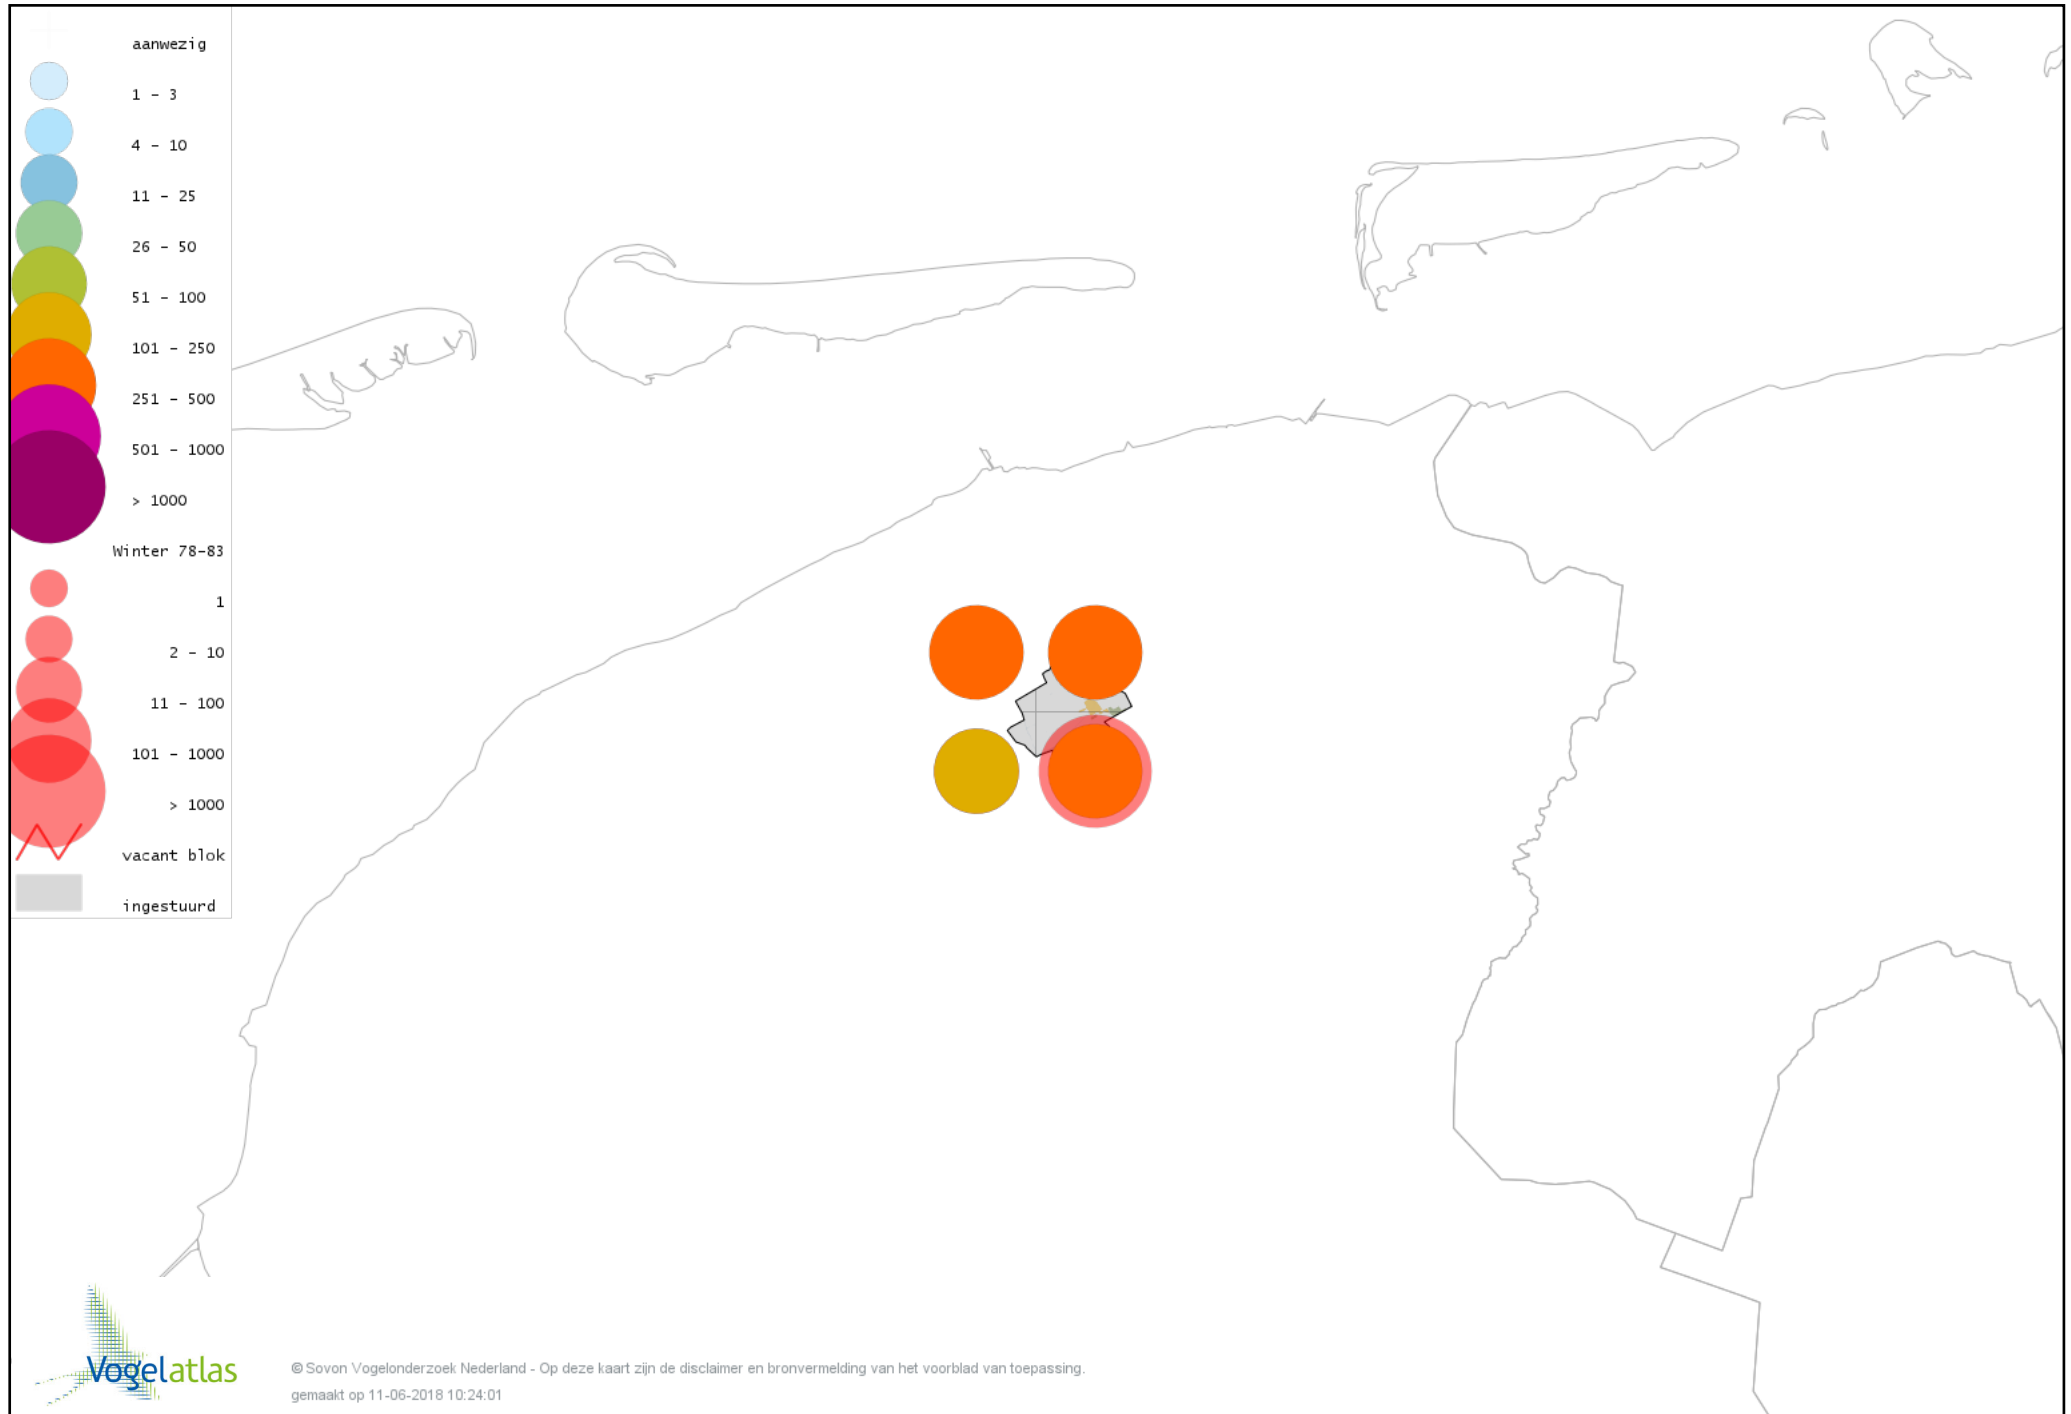 aanwezig
1 - 3
4 - 10
11 - 25
26 - 50
51 - 100
101 - 250
251 - 500
501 - 1000
> 1000
Winter 78-83
1
2 - 10
11 - 100
101 - 1000
> 1000
vacant blok
ingestuurd
Vogelatlas
© Sovon Vogelonderzoek Nederland - Op deze kaart zijn de disclaimer en bronvermelding van het voorblad van toepassing.
gemaakt op 11-06-2018 10:24:01